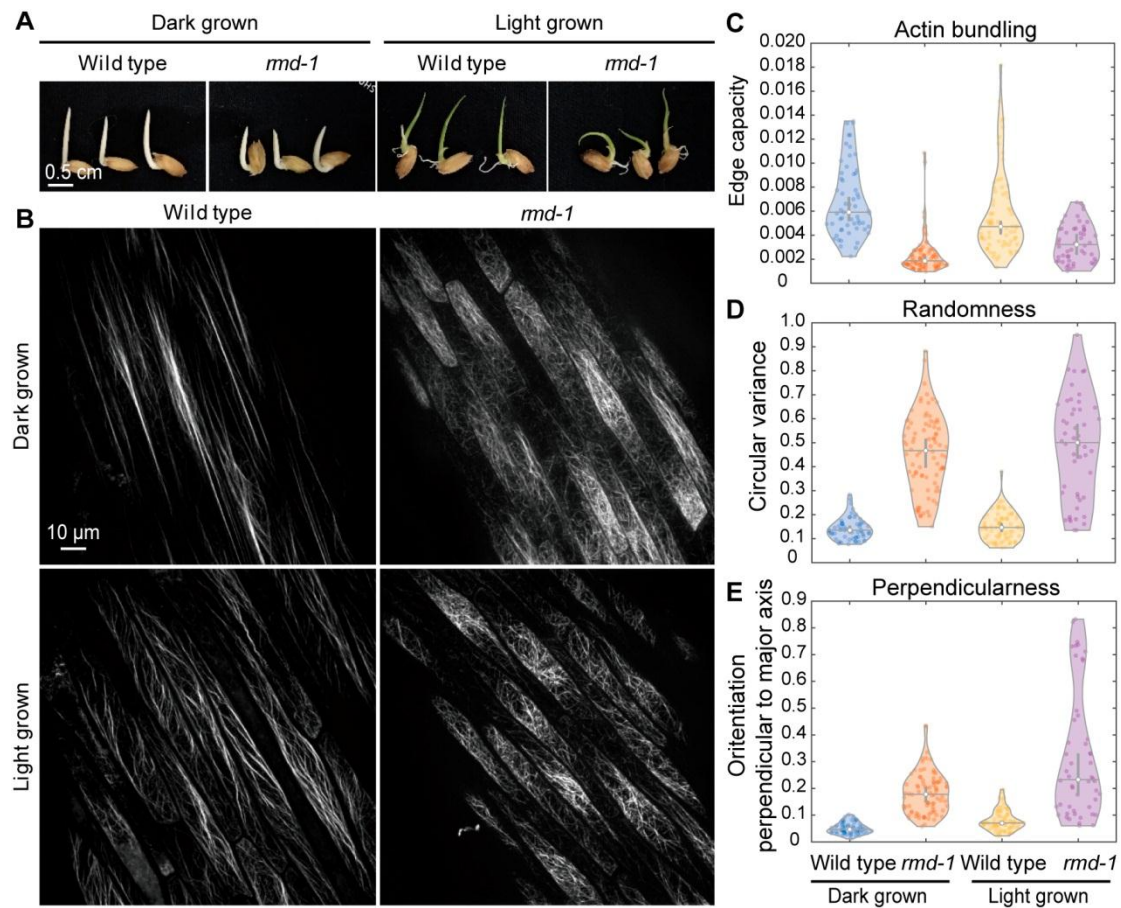 A
Dark grown
Light grown
Wild type
rmd-1
Wild type
rmd-1
0.5 cm
B
Wild type
rmd-1
Dark grown
10 µm
Light grown
C
Actin bundling
Edge capacity
0.020
0.018
0.016
0.014
0.012
0.010
0.008
0.006
0.004
0.002
0
D
Randomness
Circular variance
1.0
0.9
0.8
0.7
0.6
0.5
0.4
0.3
0.2
0.1
0
E
Perpendicularness
Oritentiation
perpendicular to major axis
0.9
0.8
0.7
0.6
0.5
0.4
0.3
0.2
0.1
0
Wild type rmd-1 Wild type rmd-1
Dark grown Light grown